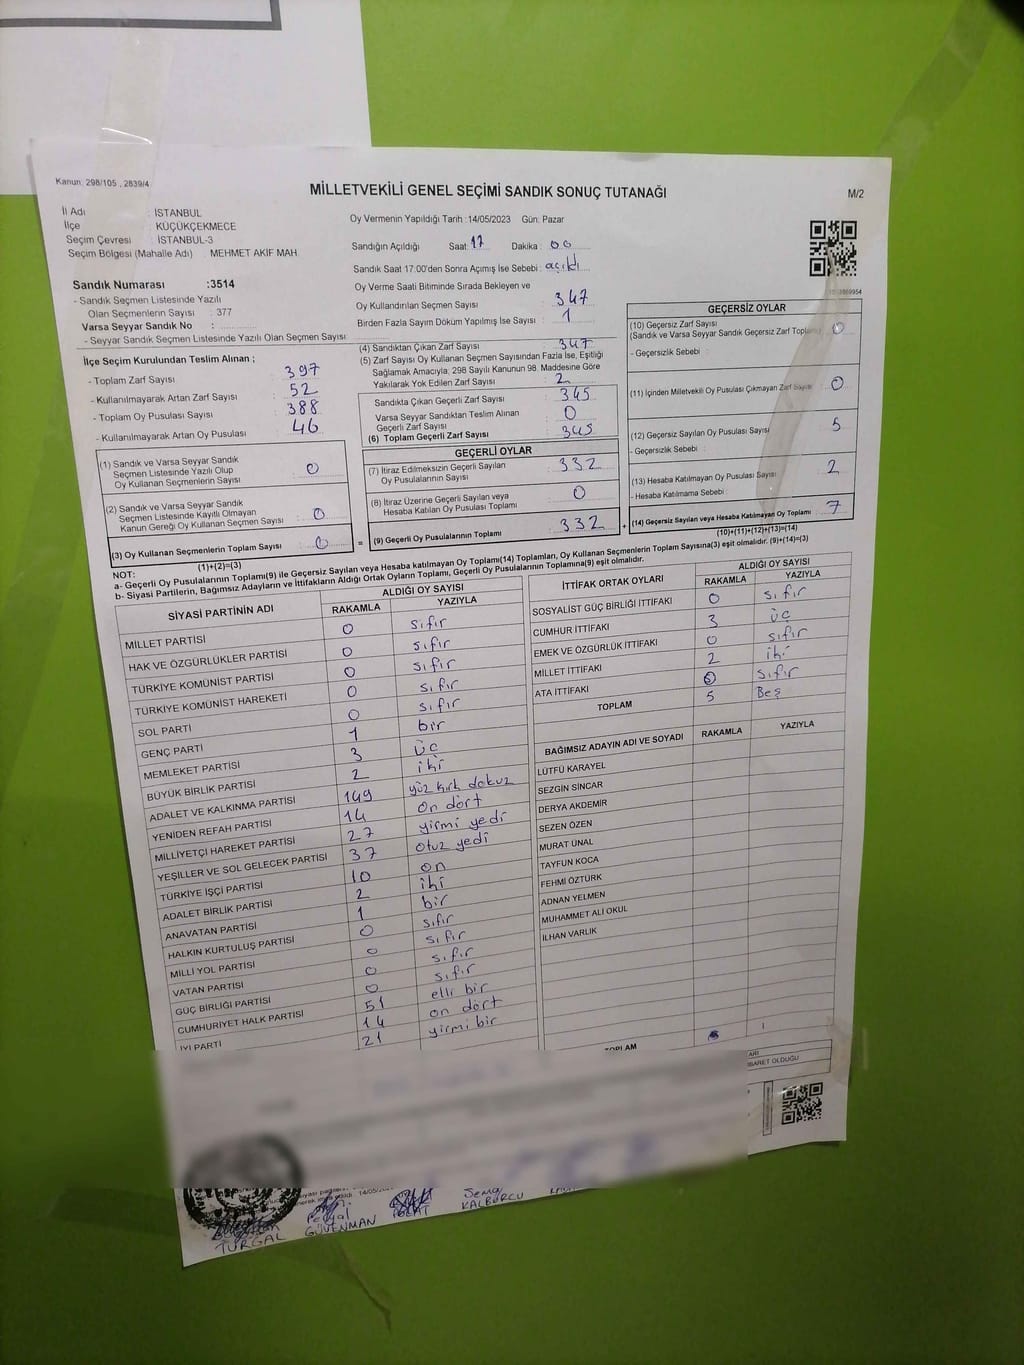 Kanun: 298/105 , 2839/4
MİLLETVEKİLİ GENEL SEÇİMİ SANDIK SONUÇ TUTANAĞI
M/2
İl Adı : İSTANBUL
İlçe KÜÇÜKÇEKMECE
Seçim Çevresi : İSTANBUL-3
Seçim Bölgesi (Mahalle Adı) : MEHMET AKİF MAH
Sandık Numarası :3514
- Sandık Seçmen Listesinde Yazılı
Olan Seçmenlerin Sayısı : 377
Varsa Seyyar Sandık No :
- Seyyar Sandık Seçmen Listesinde Yazılı Olan Seçmen Sayısı
Oy Vermenin Yapıldığı Tarih :14/05/2023 Gün: Pazar
Sandığın Açıldığı Saat: 17 Dakika : 00
Sandık Saat 17.00'den Sonra Açımış İse Sebebi : açıldı
Oy Verme Saati Bitiminde Sırada Bekleyen ve
Oy Kullandırılan Seçmen Sayısı : 347
Birden Fazla Sayım Döküm Yapılmış İse Sayısı : 1
İlçe Seçim Kurulundan Teslim Alınan ;
- Toplam Zarf Sayısı : 397
- Kullanılmayarak Artan Zarf Sayısı : 52
- Toplam Oy Pusulası Sayısı : 388
- Kullanılmayarak Artan Oy Pusulası : 46
(4) Sandıktan Çıkan Zarf Sayısı : 347
(5) Zarf Sayısı Oy Kullanan Seçmen Sayısından Fazla İse, Eşitliği
Sağlamak Amacıyla, 298 Sayılı Kanunun 98. Maddesine Göre
Yakılarak Yok Edilen Zarf Sayısı : 2
Sandıkta Çıkan Geçerli Zarf Sayısı : 345
Varsa Seyyar Sandıktan Teslim Alınan
Geçerli Zarf Sayısı : 0
(6) Toplam Geçerli Zarf Sayısı : 345
GEÇERSİZ OYLAR
(10) Geçersiz Zarf Sayısı
(Sandık ve Varsa Seyyar Sandık Geçersiz Zarf Toplamı) 0
- Geçersizlik Sebebi :
(11) İçinden Milletvekili Oy Pusulası Çıkmayan Zarf Sayısı : 0
(12) Geçersiz Sayılan Oy Pusulası Sayısı : 5
- Geçersizlik Sebebi :
(13) Hesaba Katılmayan Oy Pusulası Sayısı : 2
- Hesaba Katılmama Sebebi :
(14) Geçersiz Sayılan veya Hesaba Katılmayan Oy Toplamı : 7
(10)+(11)+(12)+(13)=(14)
(1) Sandık ve Varsa Seyyar Sandık
Seçmen Listesinde Yazılı Olup
Oy Kullanan Seçmenlerin Sayısı : 0
(2) Sandık ve Varsa Seyyar Sandık
Seçmen Listesinde Kayıtlı Olmayan
Kanun Gereği Oy Kullanan Seçmen Sayısı : 0
(3) Oy Kullanan Seçmenlerin Toplam Sayısı : 0
(1)+(2)=(3)
GEÇERLİ OYLAR
(7) İtiraz Edilmeksizin Geçerli Sayılan
Oy Pusulalarının Sayısı : 332
(8) İtiraz Üzerine Geçerli Sayılan veya
Hesaba Katılan Oy Pusulası Toplamı : 0
= (9) Geçerli Oy Pusulalarının Toplamı : 332 +
NOT:
a- Geçerli Oy Pusulalarının Toplamı(9) ile Geçersiz Sayılan veya Hesaba katılmayan Oy Toplamı(14) Toplamları, Oy Kullanan Seçmenlerin Toplam Sayısına(3) eşit olmalıdır. (9)+(14)=(3)
b- Siyasi Partilerin, Bağımsız Adayların ve İttifakların Aldığı Ortak Oyların Toplamı, Geçerli Oy Pusulalarının Toplamına(9) eşit olmalıdır.
SİYASİ PARTİNİN ADI ALDIĞI OY SAYISI
RAKAMLA YAZIYLA
MİLLET PARTİSİ 0 sıfır
HAK VE ÖZGÜRLÜKLER PARTİSİ 0 sıfır
TÜRKİYE KOMÜNİST PARTİSİ 0 sıfır
TÜRKİYE KOMÜNİST HAREKETİ 0 sıfır
SOL PARTİ 0 sıfır
GENÇ PARTİ 1 bir
MEMLEKET PARTİSİ 3 üç
BÜYÜK BİRLİK PARTİSİ 2 iki
ADALET VE KALKINMA PARTİSİ 149 yüz kırk dokuz
YENİDEN REFAH PARTİSİ 14 on dört
MİLLİYETÇİ HAREKET PARTİSİ 27 yirmi yedi
YEŞİLLER VE SOL GELECEK PARTİSİ 37 otuz yedi
TÜRKİYE İŞÇİ PARTİSİ 10 on
ADALET BİRLİK PARTİSİ 2 iki
ANAVATAN PARTİSİ 1 bir
HALKIN KURTULUŞ PARTİSİ 0 sıfır
MİLLİ YOL PARTİSİ 0 sıfır
VATAN PARTİSİ 0 sıfır
GÜÇ BİRLİĞİ PARTİSİ 0 sıfır
CUMHURİYET HALK PARTİSİ 51 elli bir
İYİ PARTİ 14 on dört
21 yirmi bir
İTTİFAK ORTAK OYLARI ALDIĞI OY SAYISI
RAKAMLA YAZIYLA
SOSYALİST GÜÇ BİRLİĞİ İTTİFAKI 0 sıfır
CUMHUR İTTİFAKI 3 üç
EMEK VE ÖZGÜRLÜK İTTİFAKI 0 sıfır
MİLLET İTTİFAKI 2 iki
ATA İTTİFAKI 0 sıfır
TOPLAM 5 Beş
BAĞIMSIZ ADAYIN ADI VE SOYADI RAKAMLA YAZIYLA
LÜTFÜ KARAYEL
SEZGİN SİNCAR
DERYA AKDEMİR
SEZEN ÖZEN
MURAT ÜNAL
TAYFUN KOCA
FEHMİ ÖZTÜRK
ADNAN YELMEN
MUHAMMET ALİ OKUL
İLHAN VARLIK
TOPLAM
İBARET OLDUĞU
14/05/
TURGAL
GÜVENMAN
POLAT
Sema
KALBURCU